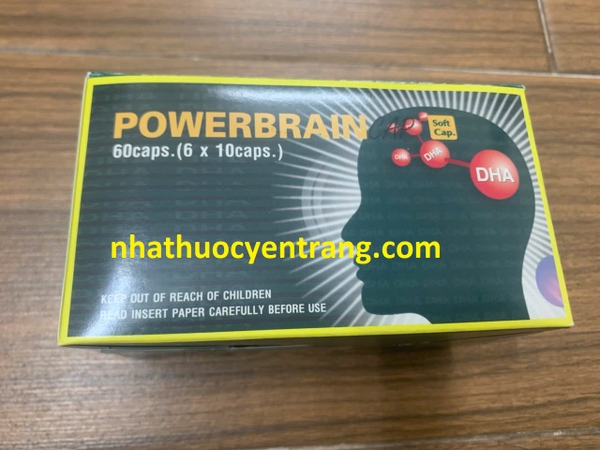 POWERBRAIN CAP
Soft
Cap.
60caps.(6 x 10caps.)
DHA
DHA
DHA
nhathuocyentrang.com
KEEP OUT OF REACH OF CHILDREN
READ INSERT PAPER CAREFULLY BEFORE USE